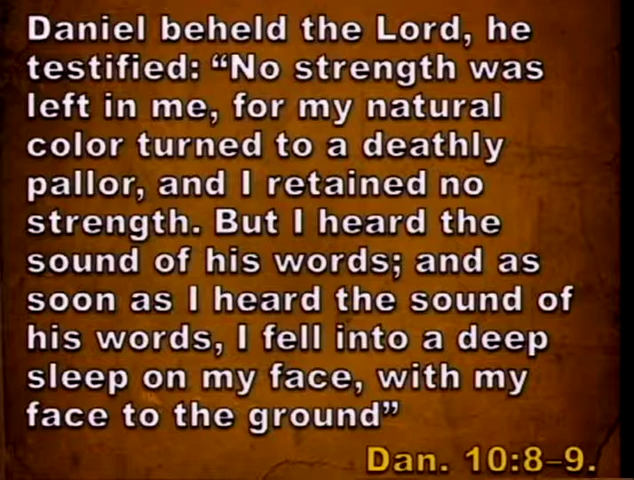 Daniel beheld the Lord, he
testified: “No strength was
left in me, for my natural
color turned to a deathly
pallor, and I retained no
strength. But I heard the
sound of his words; and as
soon as I heard the sound of
his words, I fell into a deep
sleep on my face, with my
face to the ground”
Dan. 10:8–9.